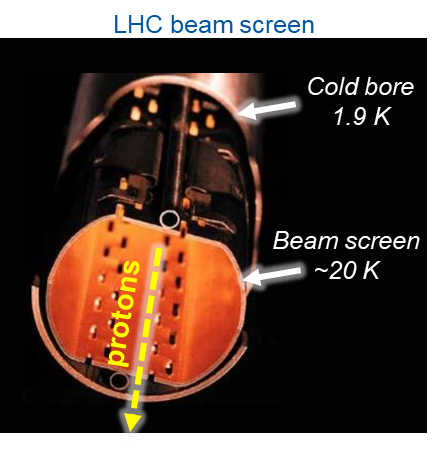 LHC beam screen
Cold bore
1.9 K
Beam screen
~20 K
protons